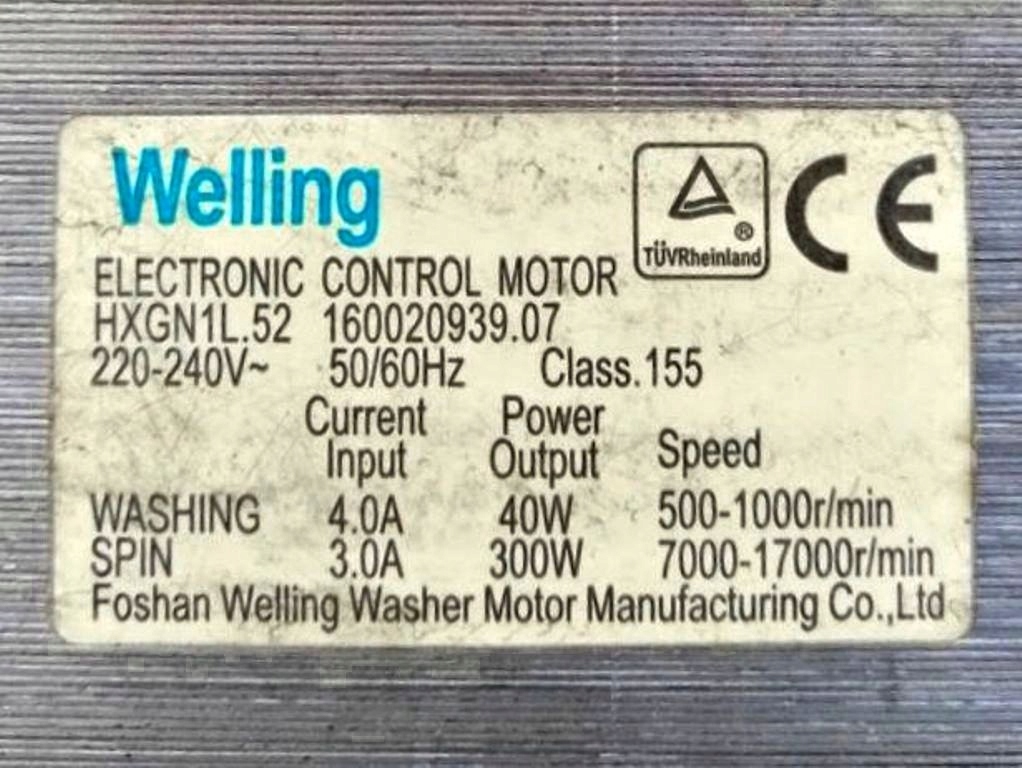 Welling
TÜVRheinland
®
CE
ELECTRONIC CONTROL MOTOR
HXGN1L.52 160020939.07
220-240V~ 50/60Hz Class.155
Current Power
Input Output Speed
WASHING 4.0A 40W 500-1000r/min
SPIN 3.0A 300W 7000-17000r/min
Foshan Welling Washer Motor Manufacturing Co.,Ltd